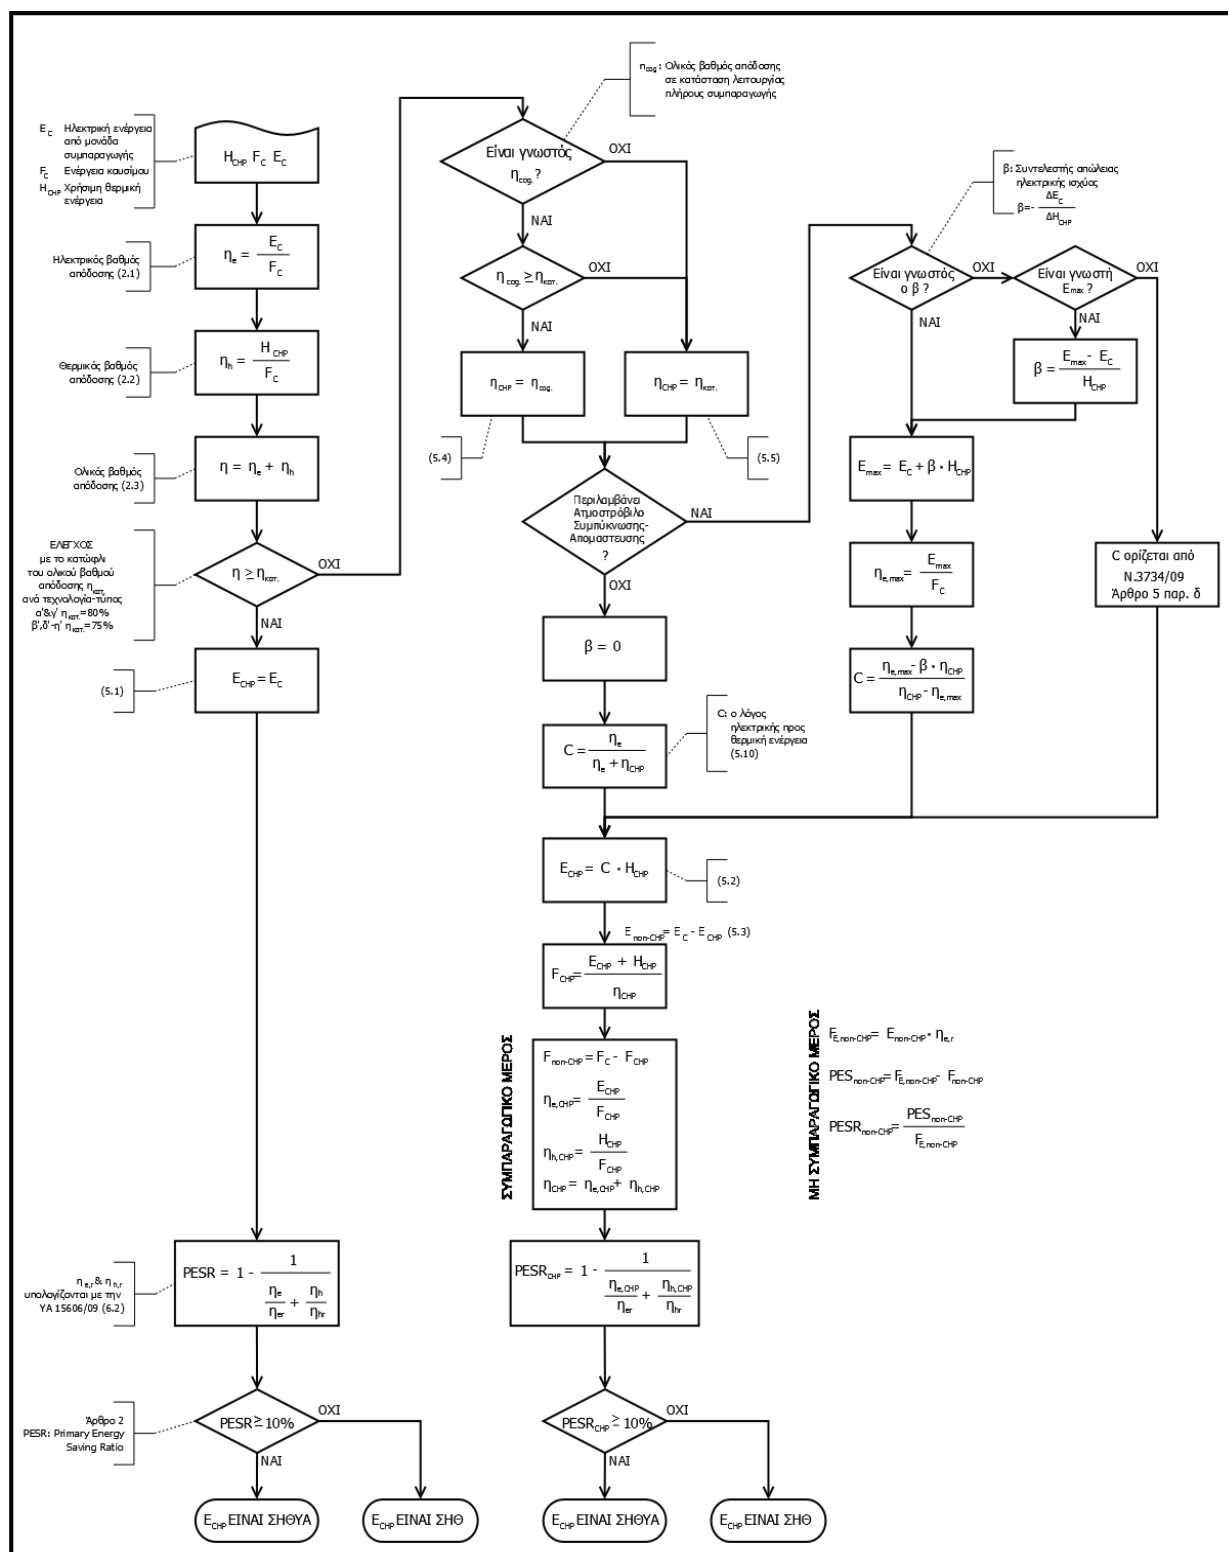 E_C Ηλεκτρική ενέργεια
από μονάδα
συμπαραγωγής
F_C Ενέργεια καυσίμου
H_CHP Χρήσιμη θερμική
ενέργεια
H_CHP F_C E_C
Ηλεκτρικός βαθμός
απόδοσης (2.1)
η_e = E_C / F_C
Θερμικός βαθμός
απόδοσης (2.2)
η_h = H_CHP / F_C
Ολικός βαθμός
απόδοσης (2.3)
η = η_e + η_h
ΕΛΕΓΧΟΣ
με το κατώφλι
του ολικού βαθμού
απόδοσης η_κατ.
ανά τεχνολογία-τύπος
α'&γ' η_κατ.=80%
β',δ'-η' η_κατ.=75%
η ≥ η_κατ.
ΟΧΙ
ΝΑΙ
(5.1)
E_CHP = E_C
η_e,r & η_h,r
υπολογίζονται με την
ΥΑ 15606/09 (6.2)
PESR = 1 - 1 / (η_e/η_er + η_h/η_hr)
Άρθρο 2
PESR: Primary Energy
Saving Ratio
PESR ≥ 10%
ΟΧΙ
ΝΑΙ
E_CHP ΕΙΝΑΙ ΣΗΘΥΑ
E_CHP ΕΙΝΑΙ ΣΗΘ
n_cog: Ολικός βαθμός απόδοσης
σε κατάσταση λειτουργίας
πλήρους συμπαραγωγής
Είναι γνωστός
η_cog. ?
ΟΧΙ
ΝΑΙ
η_cog. ≥ η_κατ.
ΟΧΙ
ΝΑΙ
η_CHP = η_cog.
η_CHP = η_κατ.
(5.4)
(5.5)
Περιλαμβάνει
Ατμοστρόβιλο
Συμπύκνωσης-
Απομαστευσης
?
ΝΑΙ
ΟΧΙ
β = 0
C = η_e / (η_e + η_CHP)
C: ο λόγος
ηλεκτρικής προς
θερμική ενέργεια
(5.10)
β: Συντελεστής απώλειας
ηλεκτρικής ισχύος
β=- ΔE_C / ΔH_CHP
Είναι γνωστός
ο β ?
ΟΧΙ
ΝΑΙ
Είναι γνωστή
E_max ?
ΟΧΙ
ΝΑΙ
β = (E_max - E_C) / H_CHP
E_max = E_C + β · H_CHP
η_e,max = E_max / F_C
C ορίζεται από
Ν.3734/09
Άρθρο 5 παρ. δ
C = (η_e,max - β · η_CHP) / (η_CHP - η_e,max)
E_CHP = C · H_CHP
(5.2)
E_non-CHP = E_C - E_CHP (5.3)
F_CHP = (E_CHP + H_CHP) / η_CHP
ΣΥΜΠΑΡΑΓΩΓΙΚΟ ΜΕΡΟΣ
F_non-CHP = F_C - F_CHP
η_e,CHP = E_CHP / F_CHP
η_h,CHP = H_CHP / F_CHP
η_CHP = η_e,CHP + η_h,CHP
ΜΗ ΣΥΜΠΑΡΑΓΩΓΙΚΟ ΜΕΡΟΣ
F_E,non-CHP = E_non-CHP · η_e,r
PES_non-CHP = F_E,non-CHP - F_non-CHP
PESR_non-CHP = PES_non-CHP / F_E,non-CHP
PESR_CHP = 1 - 1 / (η_e,CHP/η_er + η_h,CHP/η_hr)
PESR_CHP ≥ 10%
ΟΧΙ
ΝΑΙ
E_CHP ΕΙΝΑΙ ΣΗΘΥΑ
E_CHP ΕΙΝΑΙ ΣΗΘ